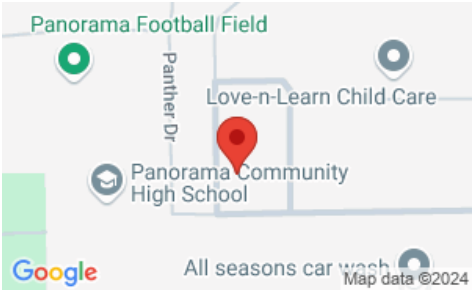 Panorama Football Field
Panther Dr
Love-n-Learn Child Care
Panorama Community
High School
All seasons car wash
Google
Map data ©2024